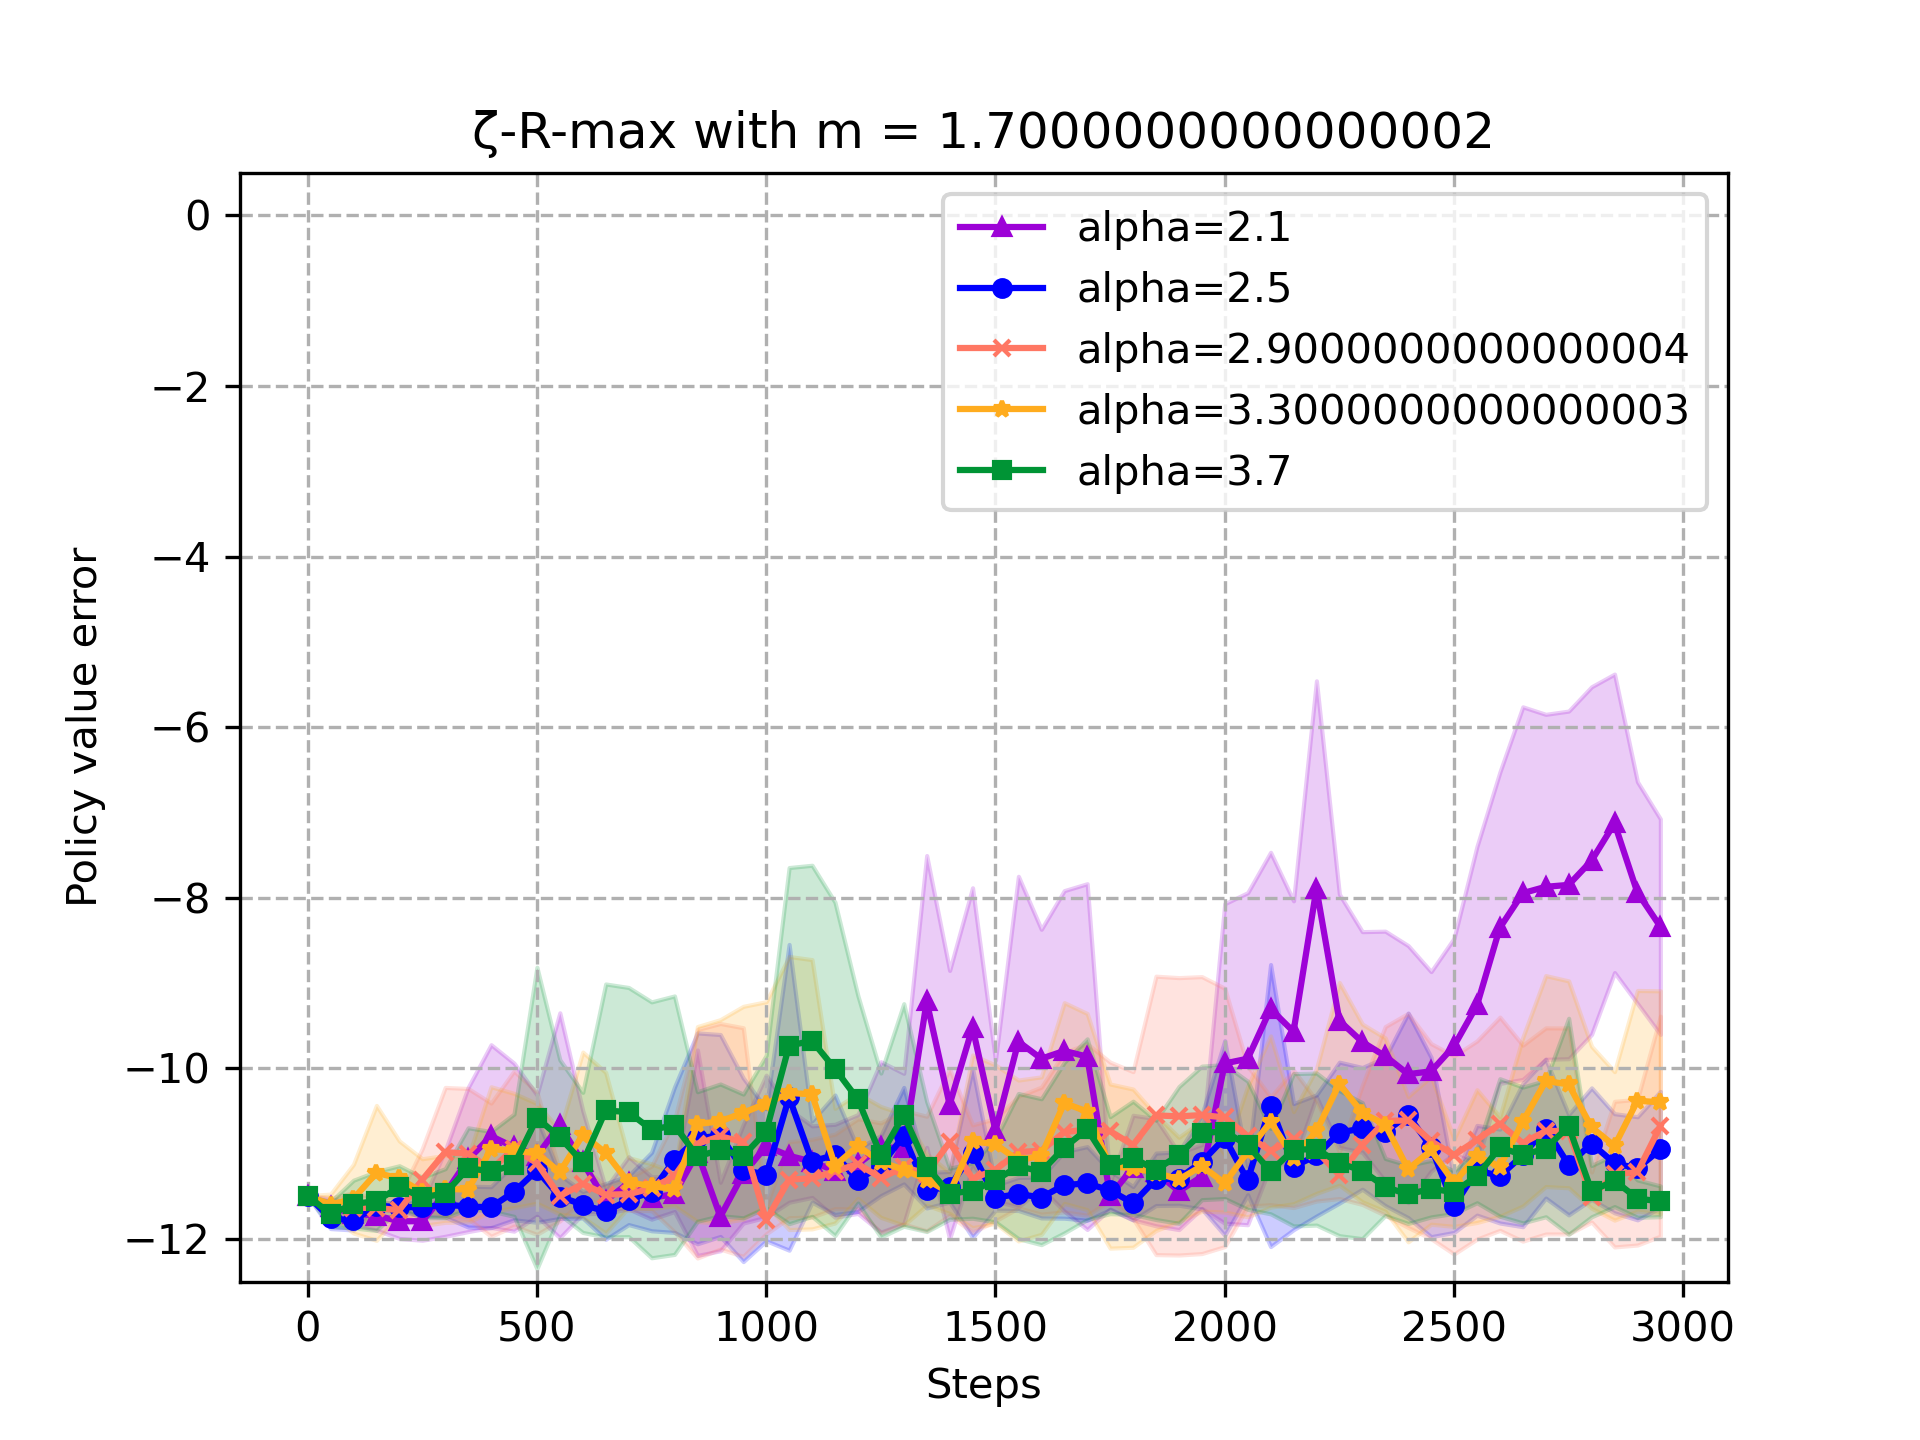 ζ-R-max with m = 1.7000000000000002
0
−2
−4
−6
−8
−10
−12
Policy value error
alpha=2.1
alpha=2.5
alpha=2.9000000000000004
alpha=3.3000000000000003
alpha=3.7
0 500 1000 1500 2000 2500 3000
Steps